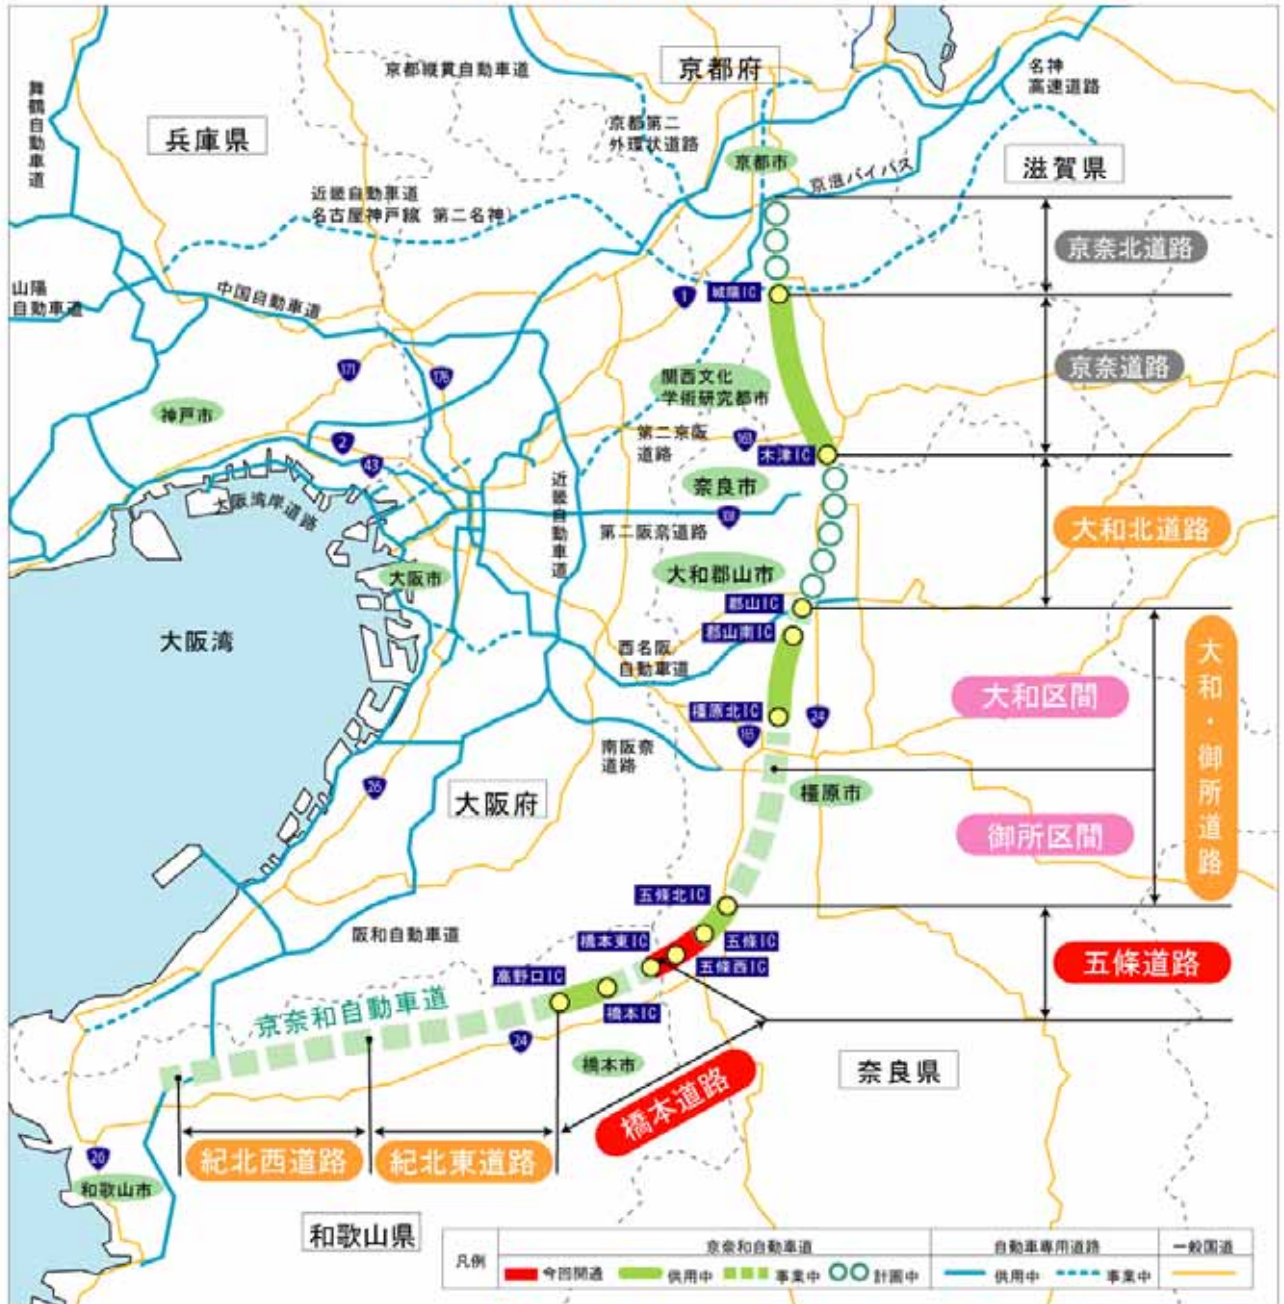 京都縦貫自動車道
京都府
名神
高速道路
舞鶴自動車道
兵庫県
京都第二
外環状道路
京都市
京滋バイパス
滋賀県
近畿自動車道
名古屋神戸線 第二名神)
京奈北道路
山陽
自動車道
中国自動車道
1
城陽IC
京奈道路
171
176
関西文化
学術研究都市
神戸市
2
43
第二京阪
道路
163
木津IC
奈良市
大阪湾岸道路
近畿自動車道
第二阪奈道路
大和北道路
大阪市
大和郡山市
郡山IC
郡山南IC
大阪湾
西名阪
自動車道
大和区間
大和・御所道路
橿原北IC
24
165
南阪奈
道路
26
大阪府
橿原市
御所区間
五條北IC
阪和自動車道
橋本東IC
五條IC
五條西IC
五條道路
高野口IC
橋本IC
京奈和自動車道
24
橋本市
奈良県
橋本道路
紀北西道路
紀北東道路
26
和歌山市
和歌山県
凡例
京奈和自動車道
自動車専用道路
一般国道
今回開通
供用中
事業中
計画中
供用中
事業中